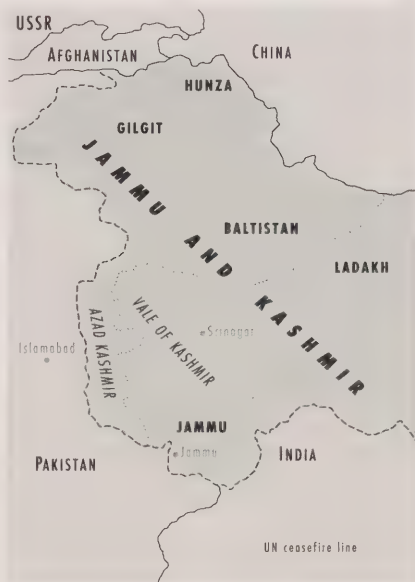 USSR
AFGHANISTAN
CHINA
HUNZA
GILGIT
JAMMU AND KASHMIR
BALTISTAM
LADAKH
AZAD KASHMIR
VALE OF KASHMIR
Srinagar
Islamabad
JAMMU
Jammu
INDIA
PAKISTAN
UN ceasefire line